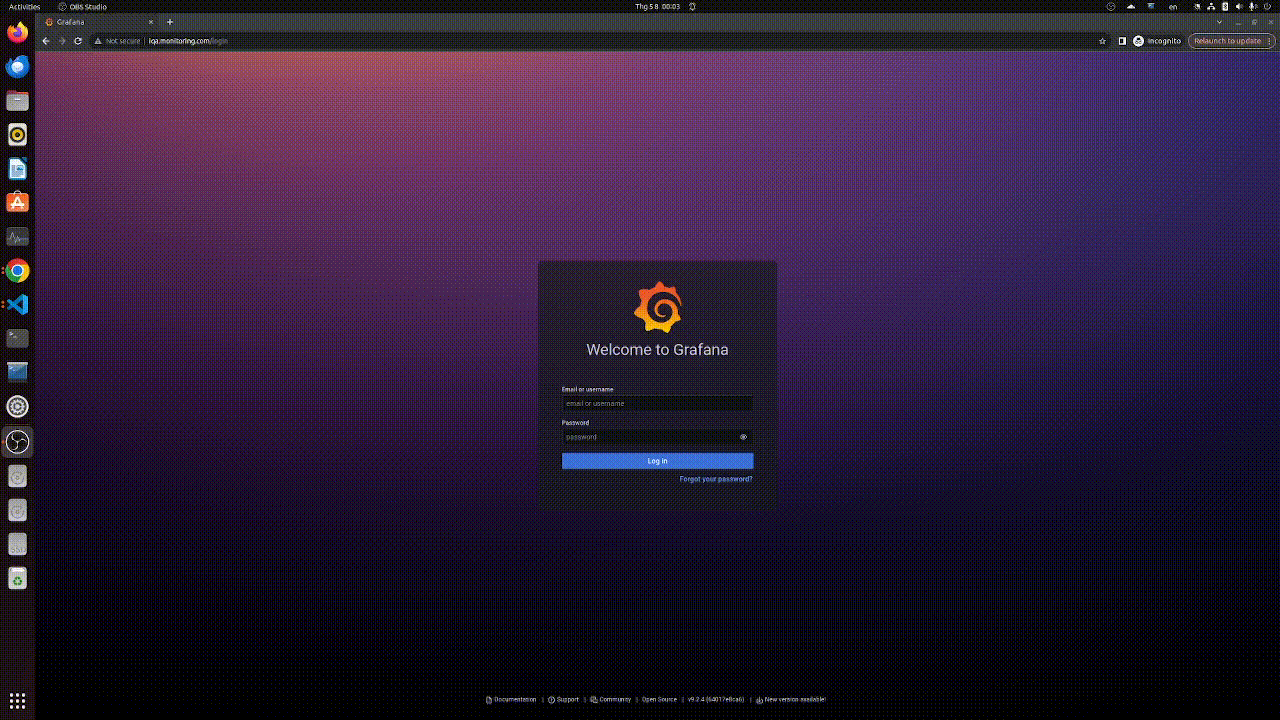 Activities OBS Studio Thg 5 8 00:03 en
Grafana
Not secure iqa.monitoring.com/login Incognito Relaunch to update
Welcome to Grafana
Email or username
email or username
Password
password
Log in
Forgot your password?
SSD
Documentation | Support | Community | Open Source | v9.2.4 (64017e8ca6) | New version available!